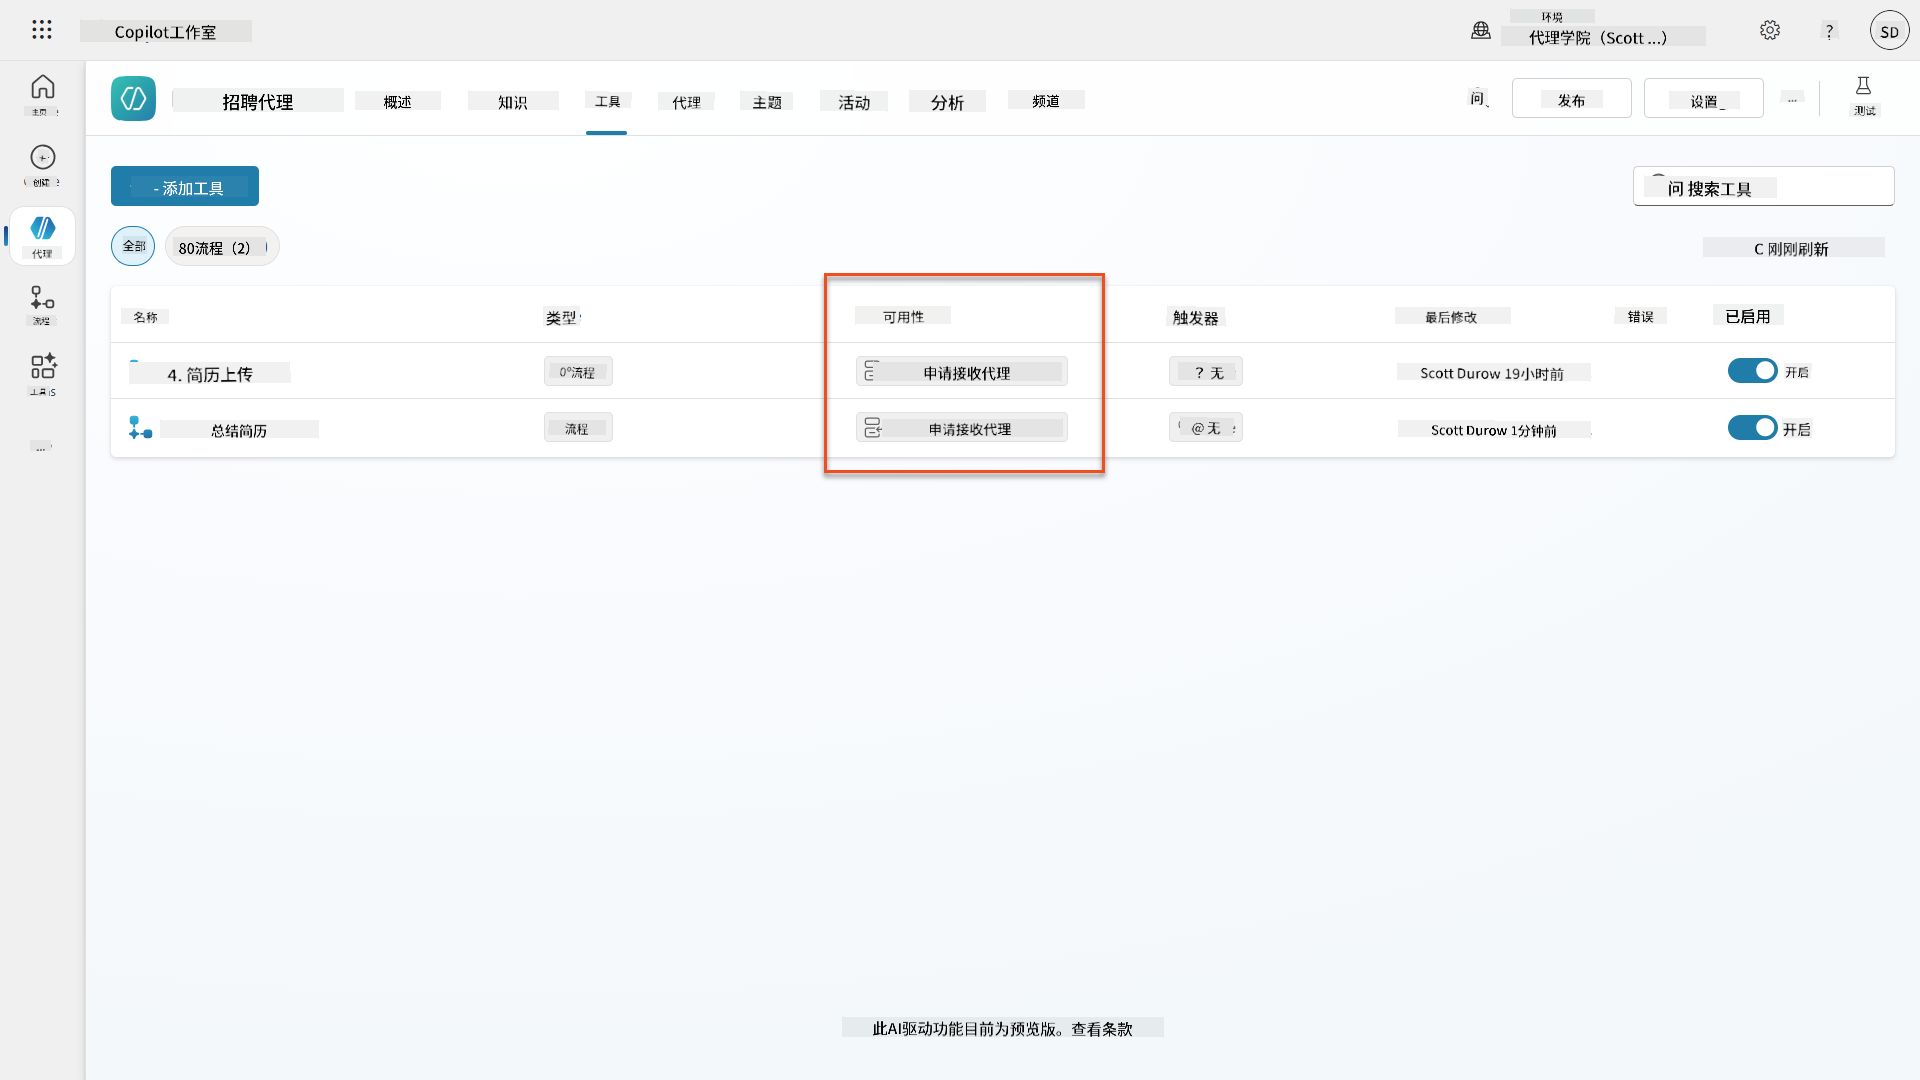 Copilot工作室
环境
代理学院（Scott ...）
?
SD
主页
创建
代理
流程
工具
...
招聘代理
概述
知识
工具
代理
主题
活动
分析
频道
问
发布
设置
...
测试
- 添加工具
问 搜索工具
全部
80流程（2）
C 刚刚刷新
名称
类型
可用性
触发器
最后修改
错误
已启用
4. 简历上传
0°流程
申请接收代理
? 无
Scott Durow 19小时前
开启
总结简历
流程
申请接收代理
@ 无
Scott Durow 1分钟前
开启
此AI驱动功能目前为预览版。查看条款